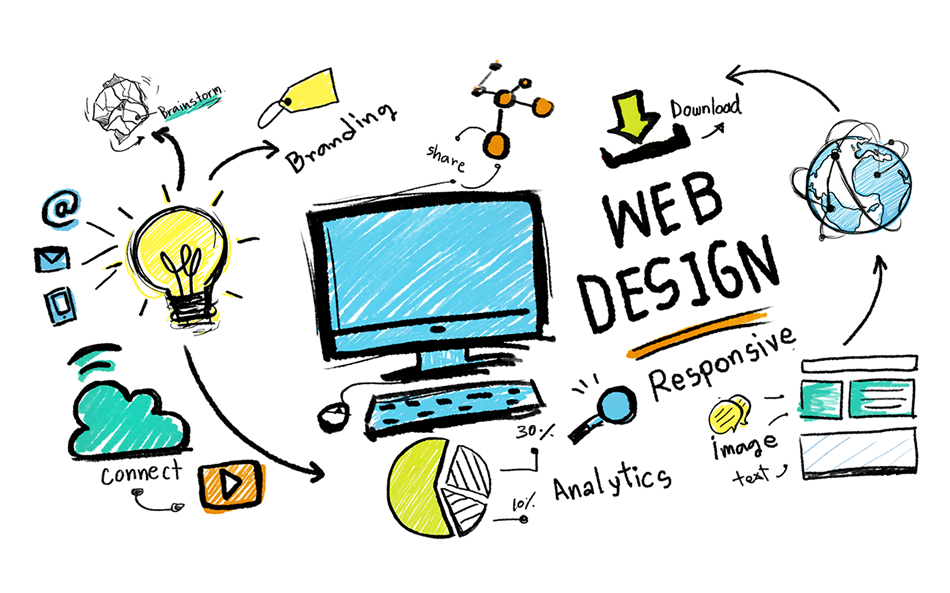 Brainstorm.
Branding
share
Download
@
WEB
DESIGN
Responsive
connect
30%
10%
Analytics
image
text